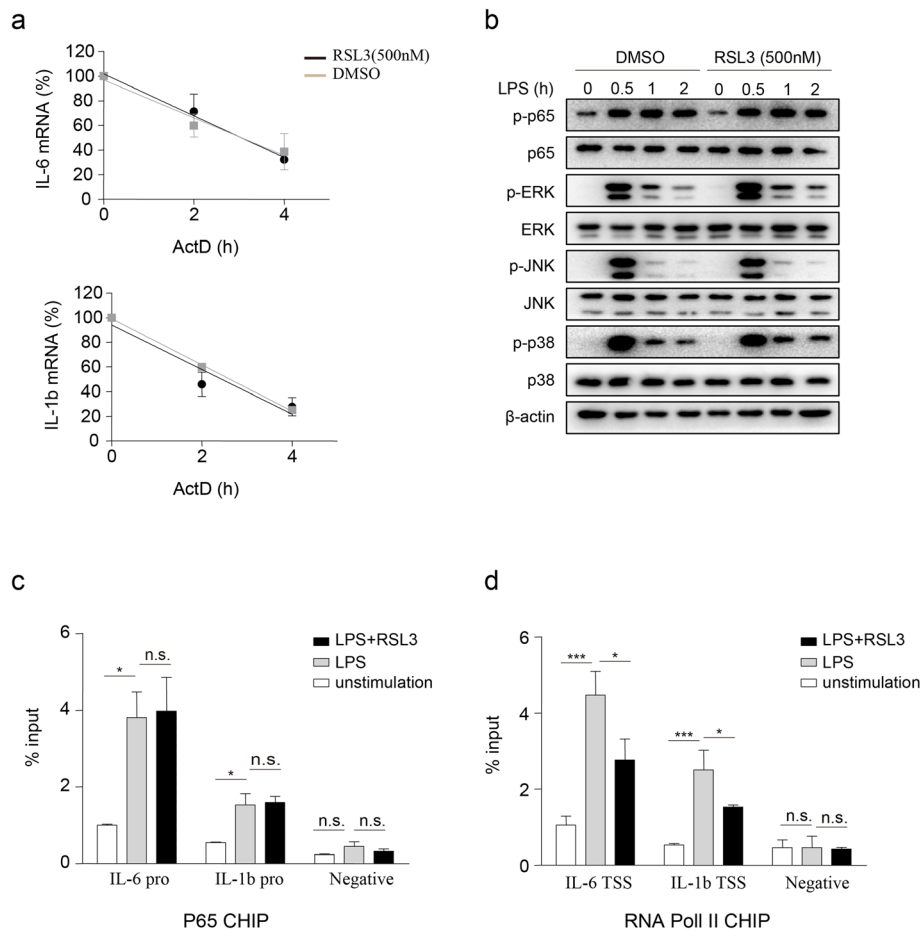 a
120
100
80
60
40
20
0
IL-6 mRNA (%)
0 2 4
ActD (h)
RSL3(500nM)
DMSO
120
100
80
60
40
20
0
IL-1b mRNA (%)
0 2 4
ActD (h)
b
DMSO RSL3 (500nM)
LPS (h) 0 0.5 1 2 0 0.5 1 2
p-p65
p65
p-ERK
ERK
p-JNK
JNK
p-p38
p38
β-actin
c
6
4
2
0
% input
* n.s.
* n.s.
n.s. n.s.
LPS+RSL3
LPS
unstimulation
IL-6 pro IL-1b pro Negative
P65 CHIP
d
6
4
2
0
% input
*** *
*** *
n.s. n.s.
LPS+RSL3
LPS
unstimulation
IL-6 TSS IL-1b TSS Negative
RNA Poll II CHIP